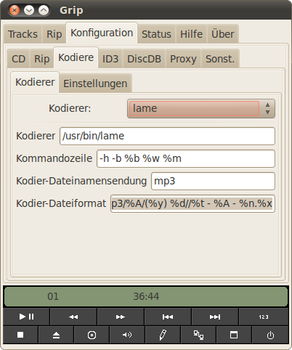 Grip
Tracks Rip Konfiguration Status Hilfe Über
CD Rip Kodiere ID3 DiscDB Proxy Sonst.
Kodierer Einstellungen
Kodierer: lame
Kodierer /usr/bin/lame
Kommandozeile -h -b %b %w %m
Kodier-Dateinamensendung mp3
Kodier-Dateiformat p3/%A/(%y) %d//%t - %A - %n.%x
01 36:44
123